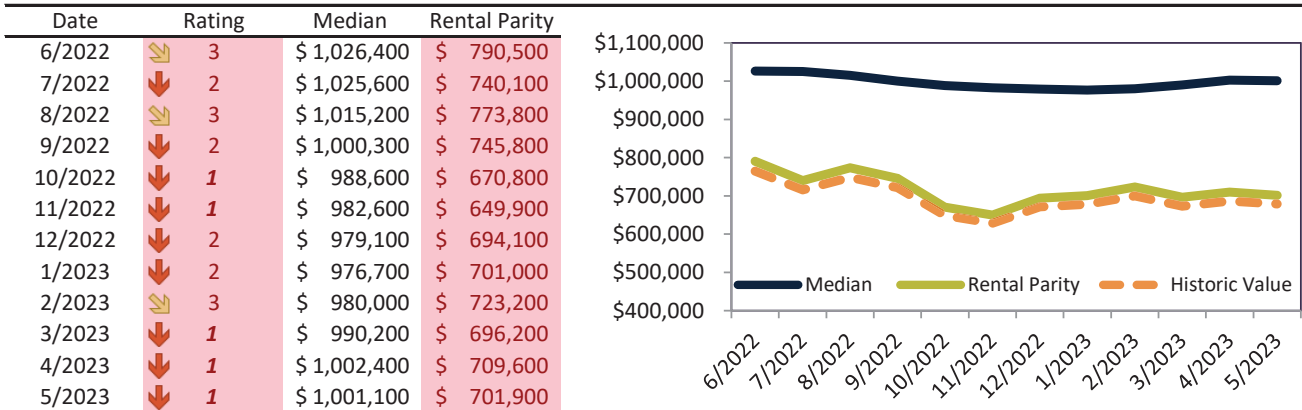 Date Rating Median Rental Parity
6/2022 3 $ 1,026,400 $ 790,500
7/2022 2 $ 1,025,600 $ 740,100
8/2022 3 $ 1,015,200 $ 773,800
9/2022 2 $ 1,000,300 $ 745,800
10/2022 1 $ 988,600 $ 670,800
11/2022 1 $ 982,600 $ 649,900
12/2022 2 $ 979,100 $ 694,100
1/2023 2 $ 976,700 $ 701,000
2/2023 3 $ 980,000 $ 723,200
3/2023 1 $ 990,200 $ 696,200
4/2023 1 $ 1,002,400 $ 709,600
5/2023 1 $ 1,001,100 $ 701,900
$1,100,000
$1,000,000
$900,000
$800,000
$700,000
$600,000
$500,000
$400,000
Median Rental Parity Historic Value
6/2022 7/2022 8/2022 9/2022 10/2022 11/2022 12/2022 1/2023 2/2023 3/2023 4/2023 5/2023